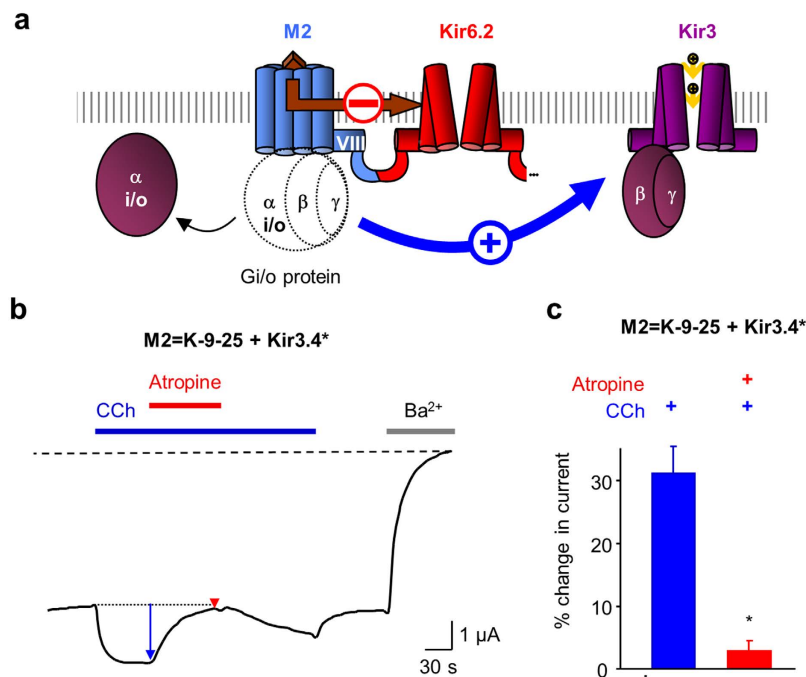 a
M2
Kir6.2
Kir3
VIII
...
α
i/o
α
i/o
β
γ
β
γ
Gi/o protein
b
M2=K-9-25 + Kir3.4*
Atropine
CCh
Ba²⁺
1 µA
30 s
c
M2=K-9-25 + Kir3.4*
Atropine +
CCh + +
% change in current
30
20
10
0
*